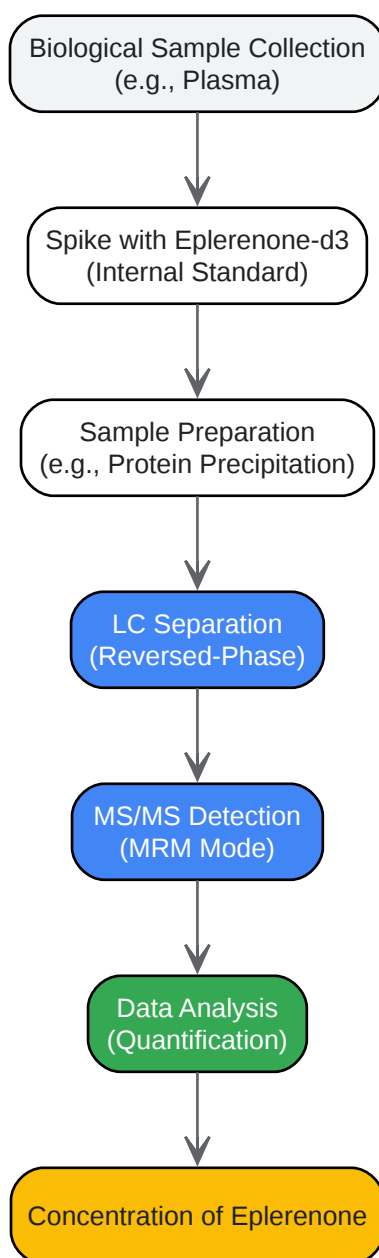 Biological Sample Collection
(e.g., Plasma)
Spike with Eplerenone-d3
(Internal Standard)
Sample Preparation
(e.g., Protein Precipitation)
LC Separation
(Reversed-Phase)
MS/MS Detection
(MRM Mode)
Data Analysis
(Quantification)
Concentration of Eplerenone